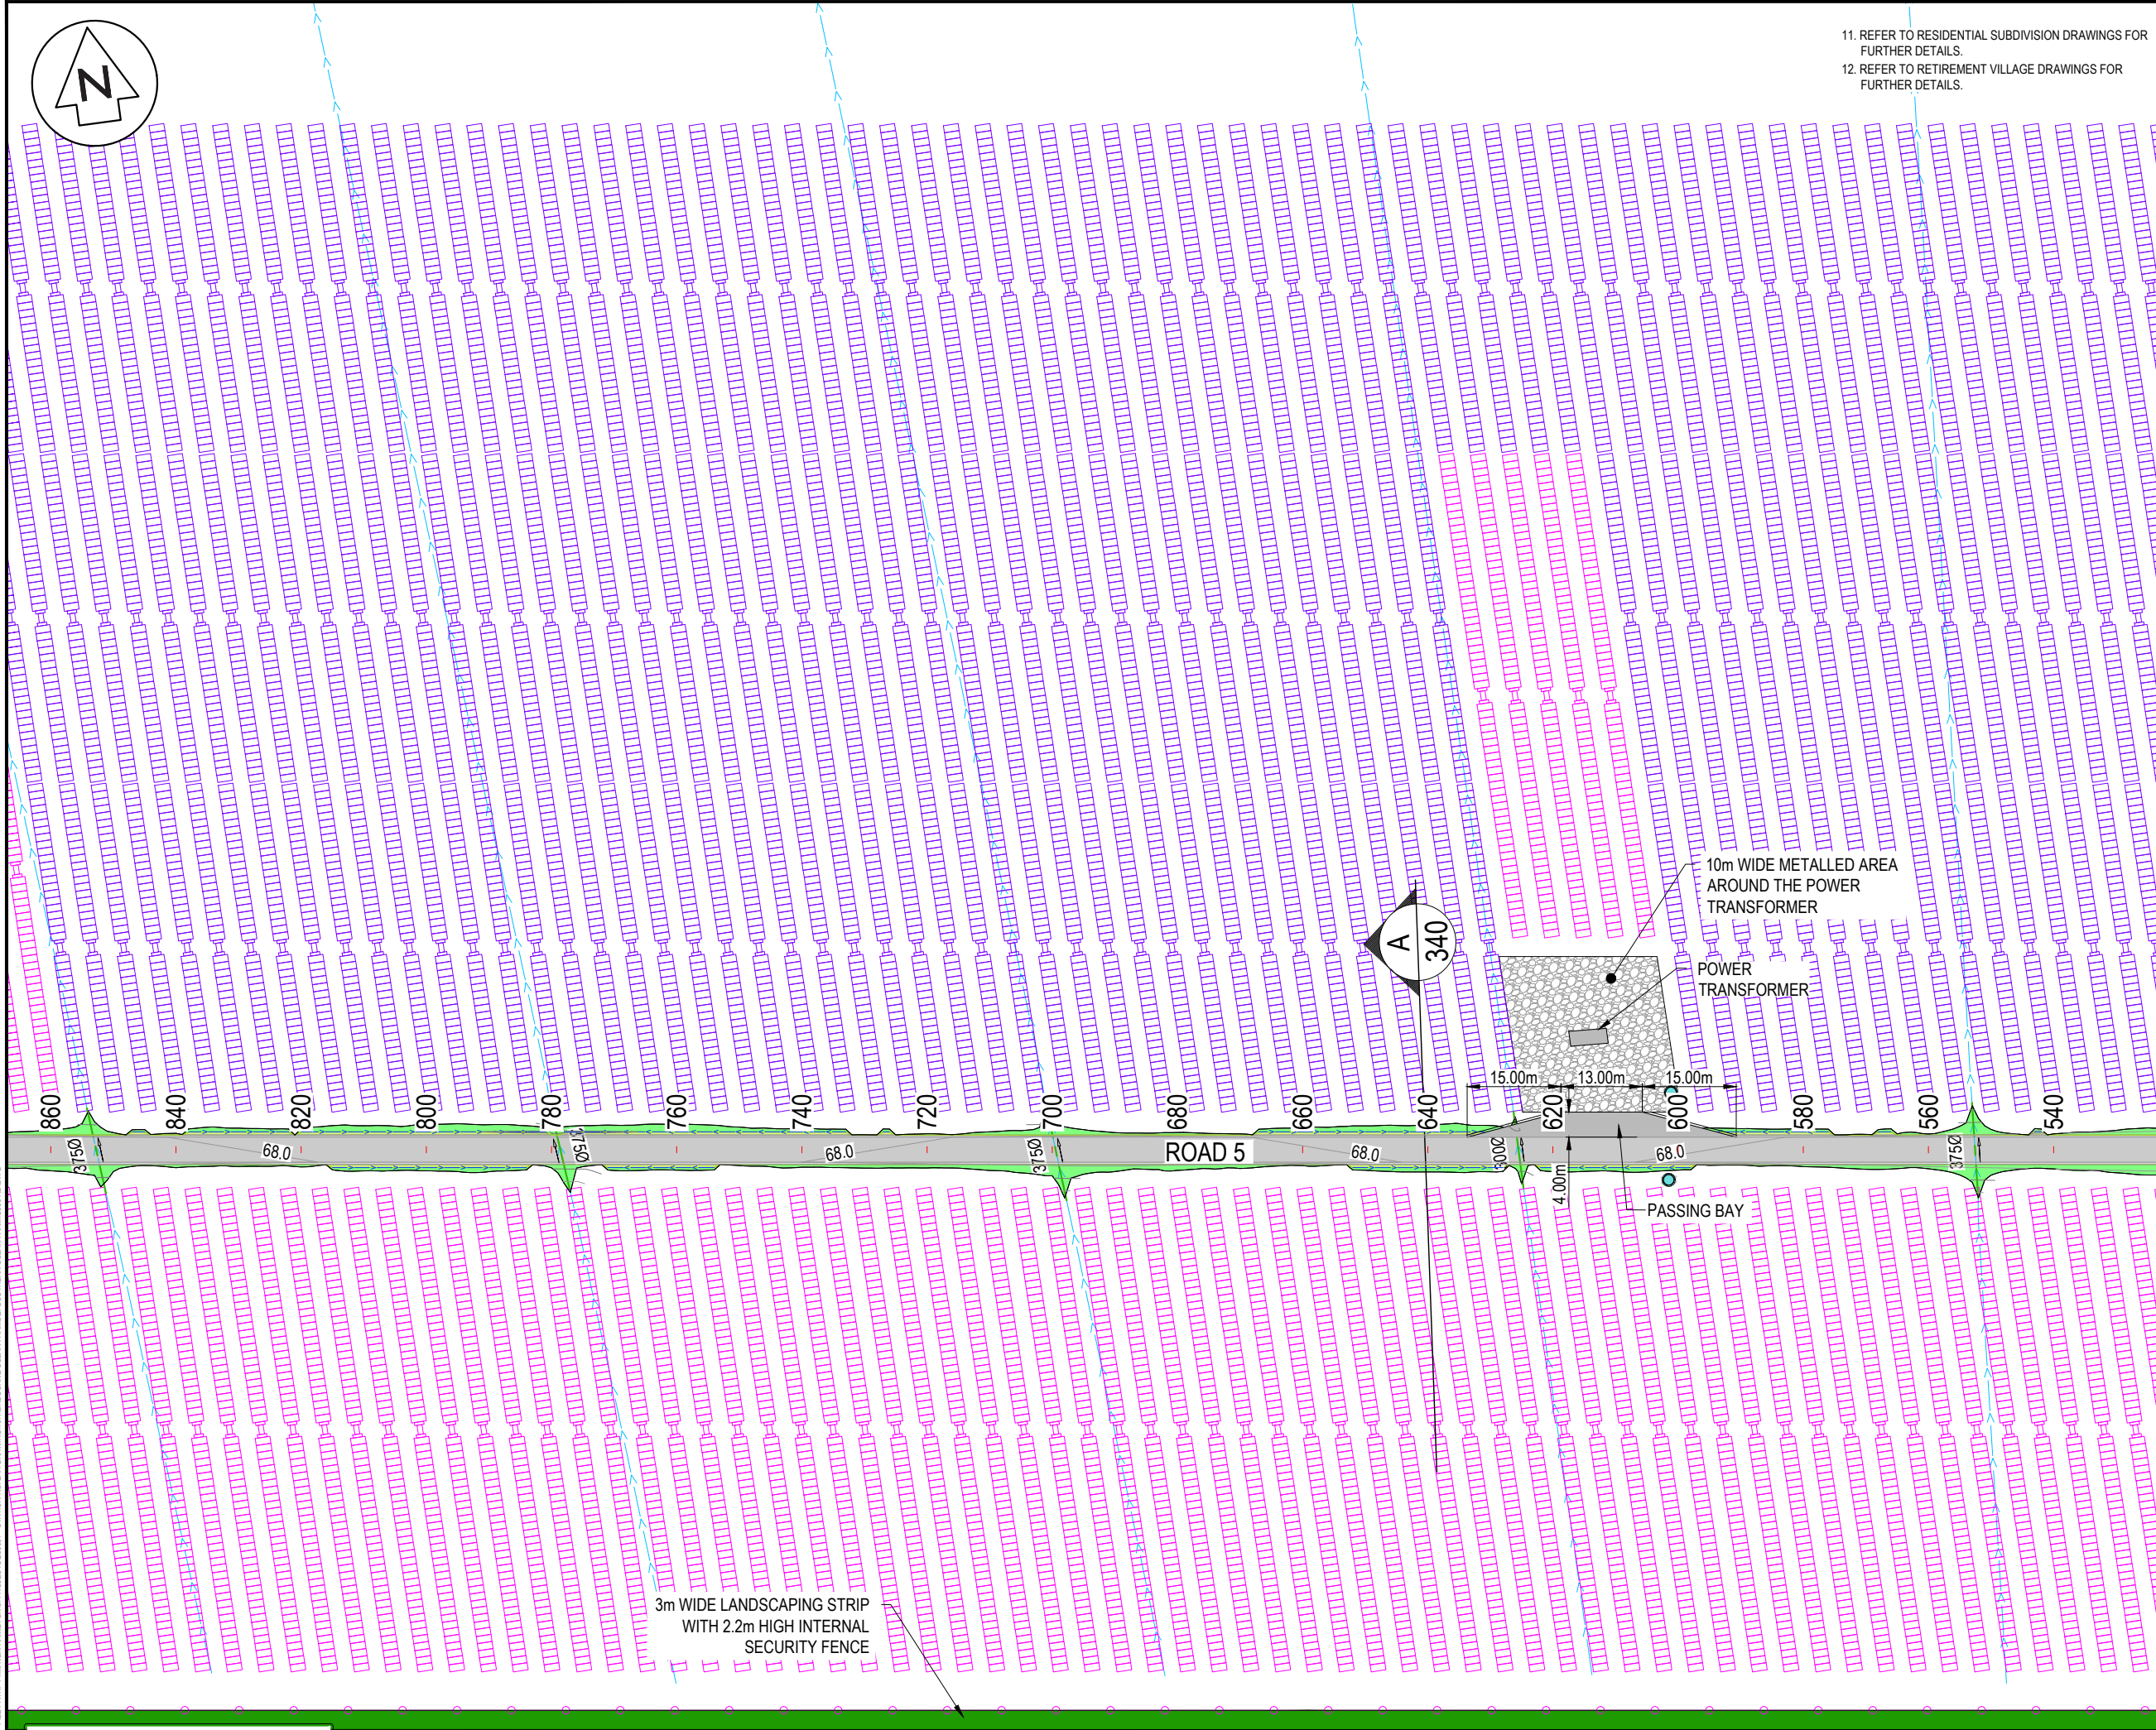 N
11. REFER TO RESIDENTIAL SUBDIVISION DRAWINGS FOR
FURTHER DETAILS.
12. REFER TO RETIREMENT VILLAGE DRAWINGS FOR
FURTHER DETAILS.
10m WIDE METALLED AREA
AROUND THE POWER
TRANSFORMER
A
340
POWER
TRANSFORMER
15.00m
13.00m
15.00m
860
840
820
800
780
760
740
720
700
680
660
640
620
600
580
560
540
375Ø
68.0
375Ø
68.0
375Ø
ROAD 5
68.0
300Ø
68.0
375Ø
4.00m
PASSING BAY
3m WIDE LANDSCAPING STRIP
WITH 2.2m HIGH INTERNAL
SECURITY FENCE